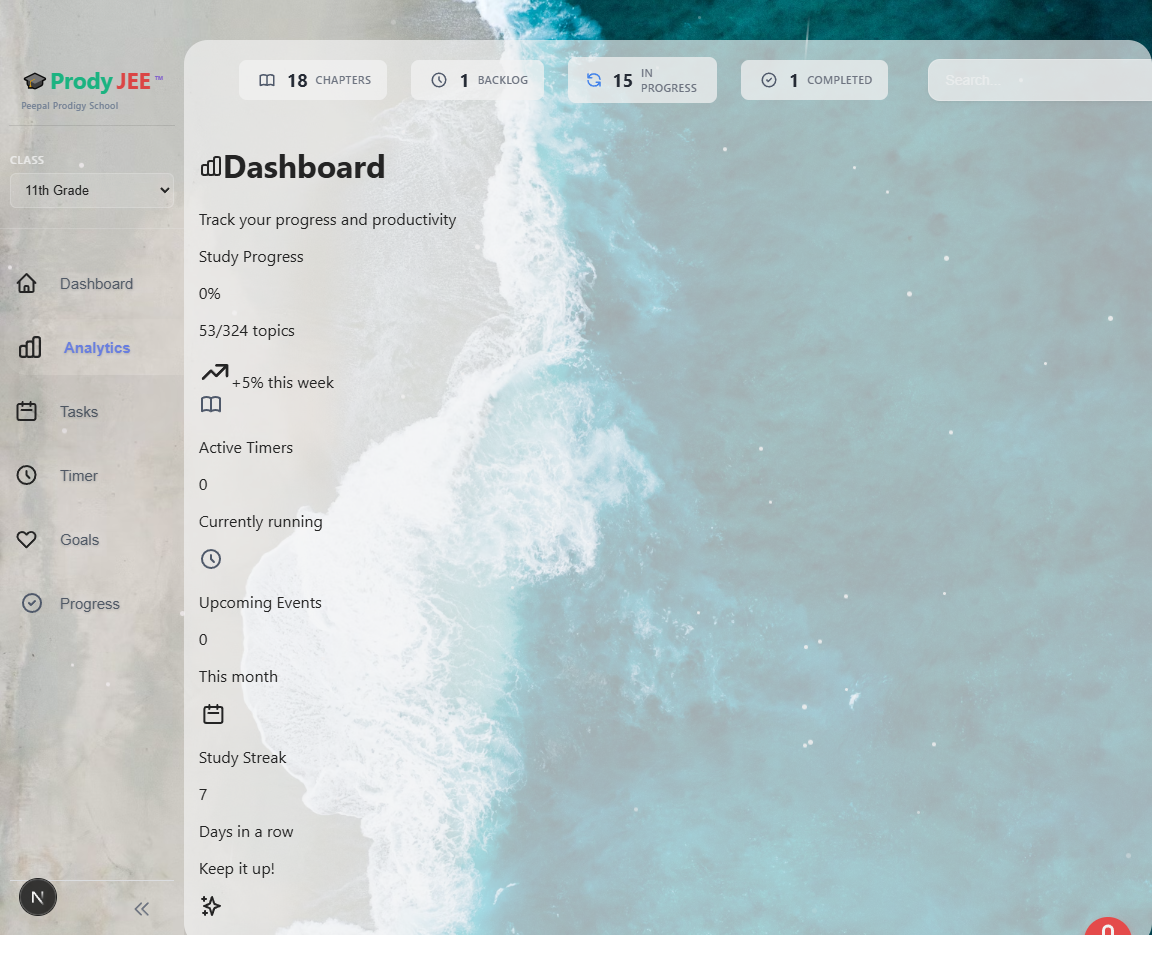 Prody JEE ™
Peepal Prodigy School
CLASS
11th Grade
Dashboard
Analytics
Tasks
Timer
Goals
Progress
N
18 CHAPTERS
1 BACKLOG
15 IN PROGRESS
1 COMPLETED
Search...
Dashboard
Track your progress and productivity
Study Progress
0%
53/324 topics
+5% this week
Active Timers
0
Currently running
Upcoming Events
0
This month
Study Streak
7
Days in a row
Keep it up!